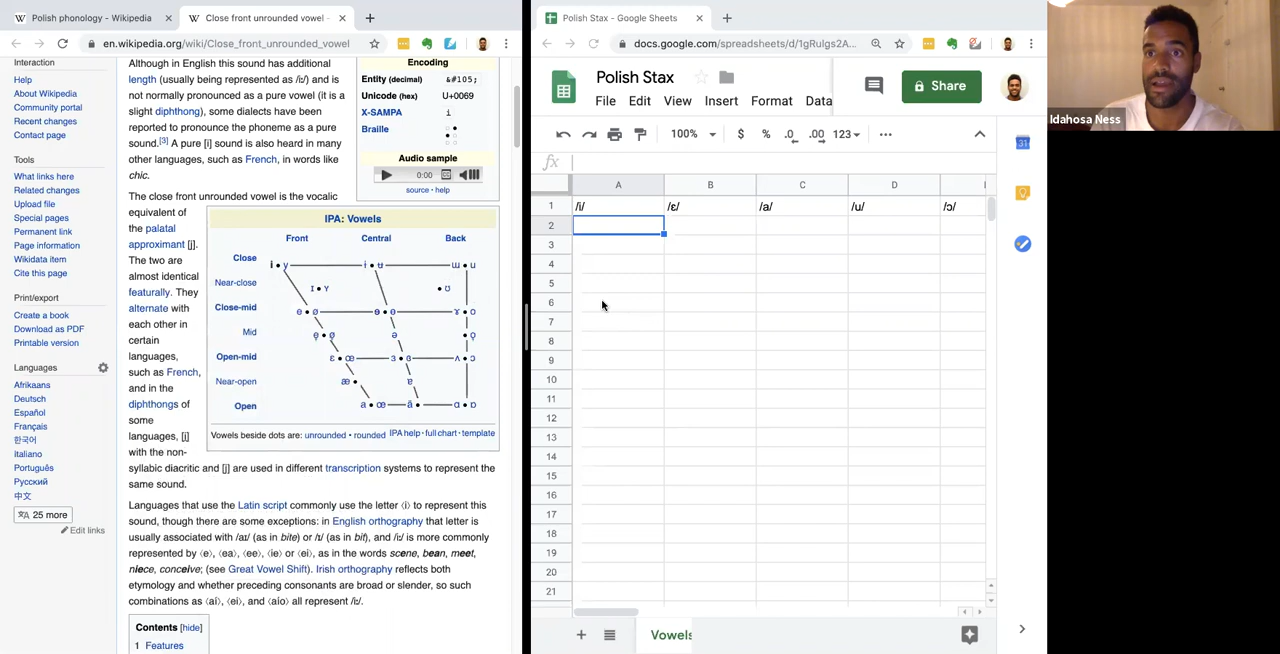 Polish phonology - Wikipedia
Close front unrounded vowel -
en.wikipedia.org/wiki/Close_front_unrounded_vowel
Interaction
Help
About Wikipedia
Community portal
Recent changes
Contact page
Tools
What links here
Related changes
Upload file
Special pages
Permanent link
Page information
Wikidata item
Cite this page
Print/export
Create a book
Download as PDF
Printable version
Languages
Afrikaans
Deutsch
Español
Français
한국어
Italiano
Português
Русский
中文
25 more
Edit links
Although in English this sound has additional
length (usually being represented as /iː/) and is
not normally pronounced as a pure vowel (it is a
slight diphthong), some dialects have been
reported to pronounce the phoneme as a pure
sound.[3] A pure [i] sound is also heard in many
other languages, such as French, in words like
chic.
Encoding
Entity (decimal) &#105;
Unicode (hex) U+0069
X-SAMPA i
Braille
Audio sample
0:00
source · help
The close front unrounded vowel is the vocalic
equivalent of
the palatal
approximant [j].
The two are
almost identical
featurally. They
alternate with
each other in
certain
languages,
such as French,
and in the
diphthongs of
some
languages, [i̯]
with the non-
syllabic diacritic and [j] are used in different transcription systems to represent the
same sound.
IPA: Vowels
Front Central Back
Close i • y ɨ • ʉ ɯ • u
Near-close ɪ • ʏ • ʊ
Close-mid e • ø ɘ • ɵ ɤ • o
Mid e̞ • ø̞ ə • o̞
Open-mid ɛ • œ ɜ • ɞ ʌ • ɔ
Near-open æ • ɐ
Open a • ɶ ä • ɑ • ɒ
Vowels beside dots are: unrounded • rounded
IPA help · full chart · template
Languages that use the Latin script commonly use the letter ⟨i⟩ to represent this
sound, though there are some exceptions: in English orthography that letter is
usually associated with /aɪ/ (as in bite) or /ɪ/ (as in bit), and /iː/ is more commonly
represented by ⟨e⟩, ⟨ea⟩, ⟨ee⟩, ⟨ie⟩ or ⟨ei⟩, as in the words scene, bean, meet,
niece, conceive; (see Great Vowel Shift). Irish orthography reflects both
etymology and whether preceding consonants are broad or slender, so such
combinations as ⟨aí⟩, ⟨ei⟩, and ⟨aío⟩ all represent /iː/.
Contents [hide]
1 Features
Polish Stax - Google Sheets
docs.google.com/spreadsheets/d/1gRulgs2A...
Polish Stax
Share
File Edit View Insert Format Data
100% $ % .0 .00 123
31
fx
A B C D
1 /i/ /ɛ/ /a/ /u/ /ɔ/
2
3
4
5
6
7
8
9
10
11
12
13
14
15
16
17
18
19
20
21
Vowels
Idahosa Ness